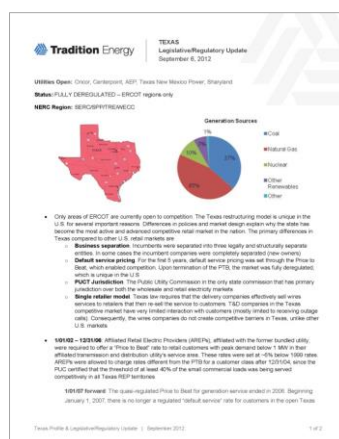 Tradition Energy
TEXAS
Legislative/Regulatory Update
September 6, 2012
Utilities Open: Oncor, Centerpoint, AEP, Texas New Mexico Power, Sharyland
Status: FULLY DEREGULATED – ERCOT regions only
NERC Region: SERC/SPP/TRE/WECC
Generation Sources
1%
37%
Coal
Natural Gas
Nuclear
Other
Renewables
Other
• Only areas of ERCOT are currently open to competition. The Texas restructuring model is unique in the
U.S. for several important reasons. Differences in policies and market design explain why the state has
become the most active and advanced competitive retail market in the nation. The primary differences in
Texas compared to other U.S. retail markets are
○ Business separation Incumbents were separated into three legally and structurally separate
entities. In some cases the incumbent companies were completely separated (new owners)
○ Default service pricing For the first 5 years, default service pricing was set through the Price to
Beat, which enabled competition. Upon termination of the PTB, the market was fully deregulated,
which is unique in the U.S.
○ PUCT Jurisdiction The Public Utility Commission is the only state commission that has primary
jurisdiction over both the wholesale and retail electricity markets
○ Single retailer model Texas law requires that the delivery companies effectively sell wires
services to retailers that then re-sell the service to customers. T&D companies in the Texas
competitive market have very limited interaction with customers (mostly limited to receiving outage
calls). Consequently, the wires companies do not create competitive barriers in Texas, unlike other
U.S. markets.
• 1/01/02 – 12/31/06 Affiliated Retail Electric Providers (AREPs), affiliated with the former bundled utility,
were required to offer a "Price to Beat" rate to retail customers with peak demand below 1 MW in their
affiliated transmission and distribution utility's service area. These rates were set at ~6% below 1999 rates.
AREPs were allowed to charge rates different from the PTB for a customer class after 12/31/04, since the
PUC certified that the threshold of at least 40% of the small commercial loads was being served
competitively in all Texas REP territories.
1/01/07 forward The quasi-regulated Price to Beat for generation service ended in 2006. Beginning
January 1, 2007, there is no longer a regulated "default service" rate for customers in the open Texas
Texas Profile & Legislative/Regulatory Update | September 2012
1 of 2